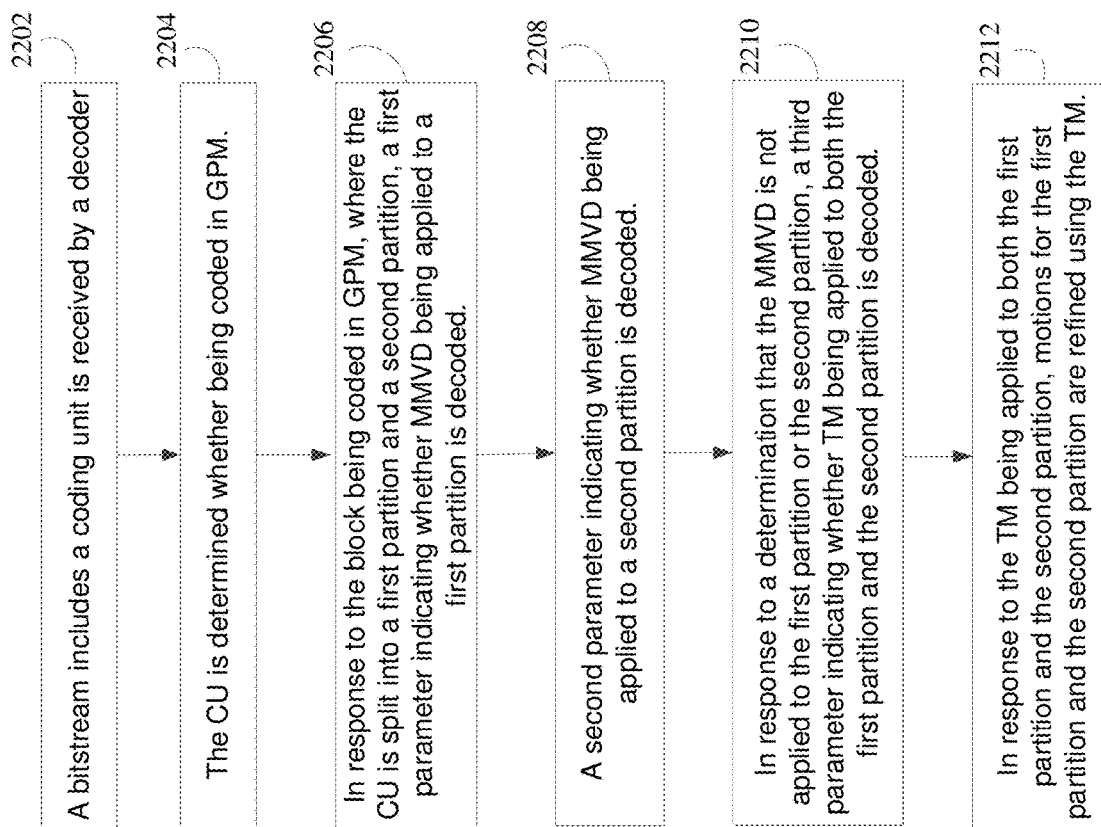 2202
A bitstream includes a coding unit is received by a decoder
2204
The CU is determined whether being coded in GPM.
2206
In response to the block being coded in GPM, where the
CU is split into a first partition and a second partition, a first
parameter indicating whether MMVD being applied to a
first partition is decoded.
2208
A second parameter indicating whether MMVD being
applied to a second partition is decoded.
2210
In response to a determination that the MMVD is not
applied to the first partition or the second partition, a third
parameter indicating whether TM being applied to both the
first partition and the second partition is decoded.
2212
In response to the TM being applied to both the first
partition and the second partition, motions for the first
partition and the second partition are refined using the TM.